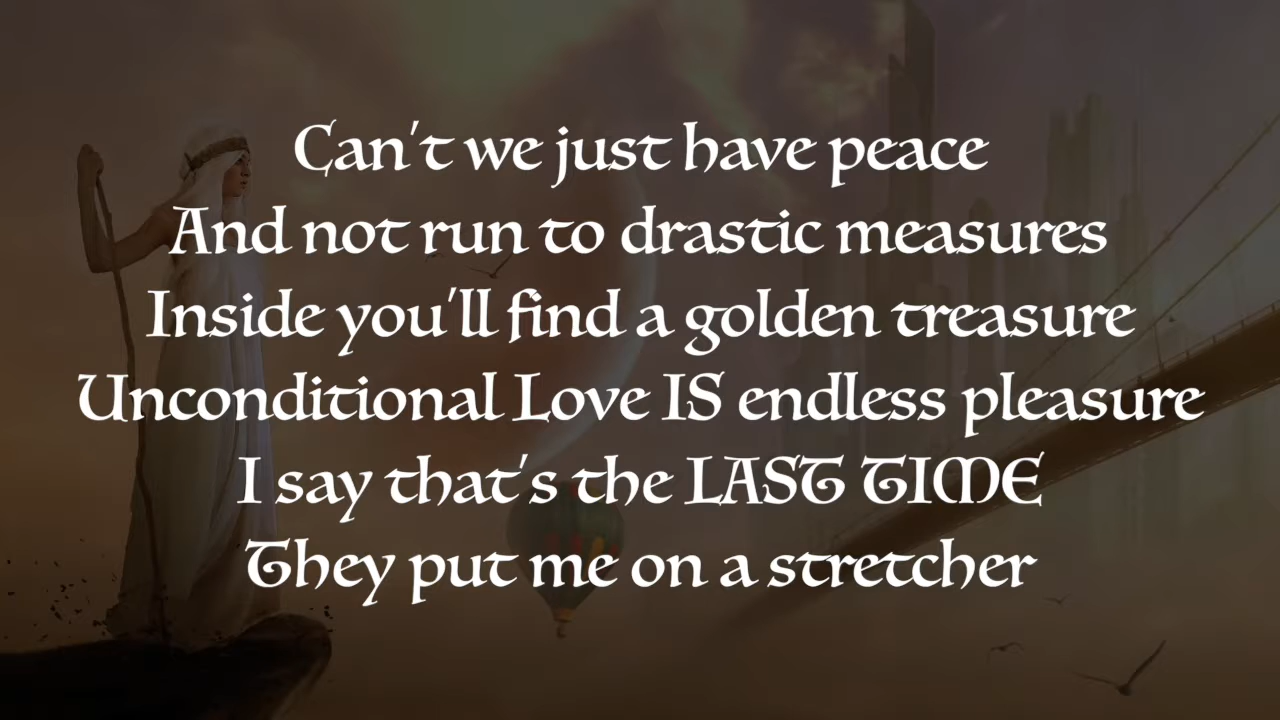 Can't we just have peace
And not run to drastic measures
Inside you'll find a golden treasure
Unconditional Love IS endless pleasure
I say that's the LAST TIME
They put me on a stretcher